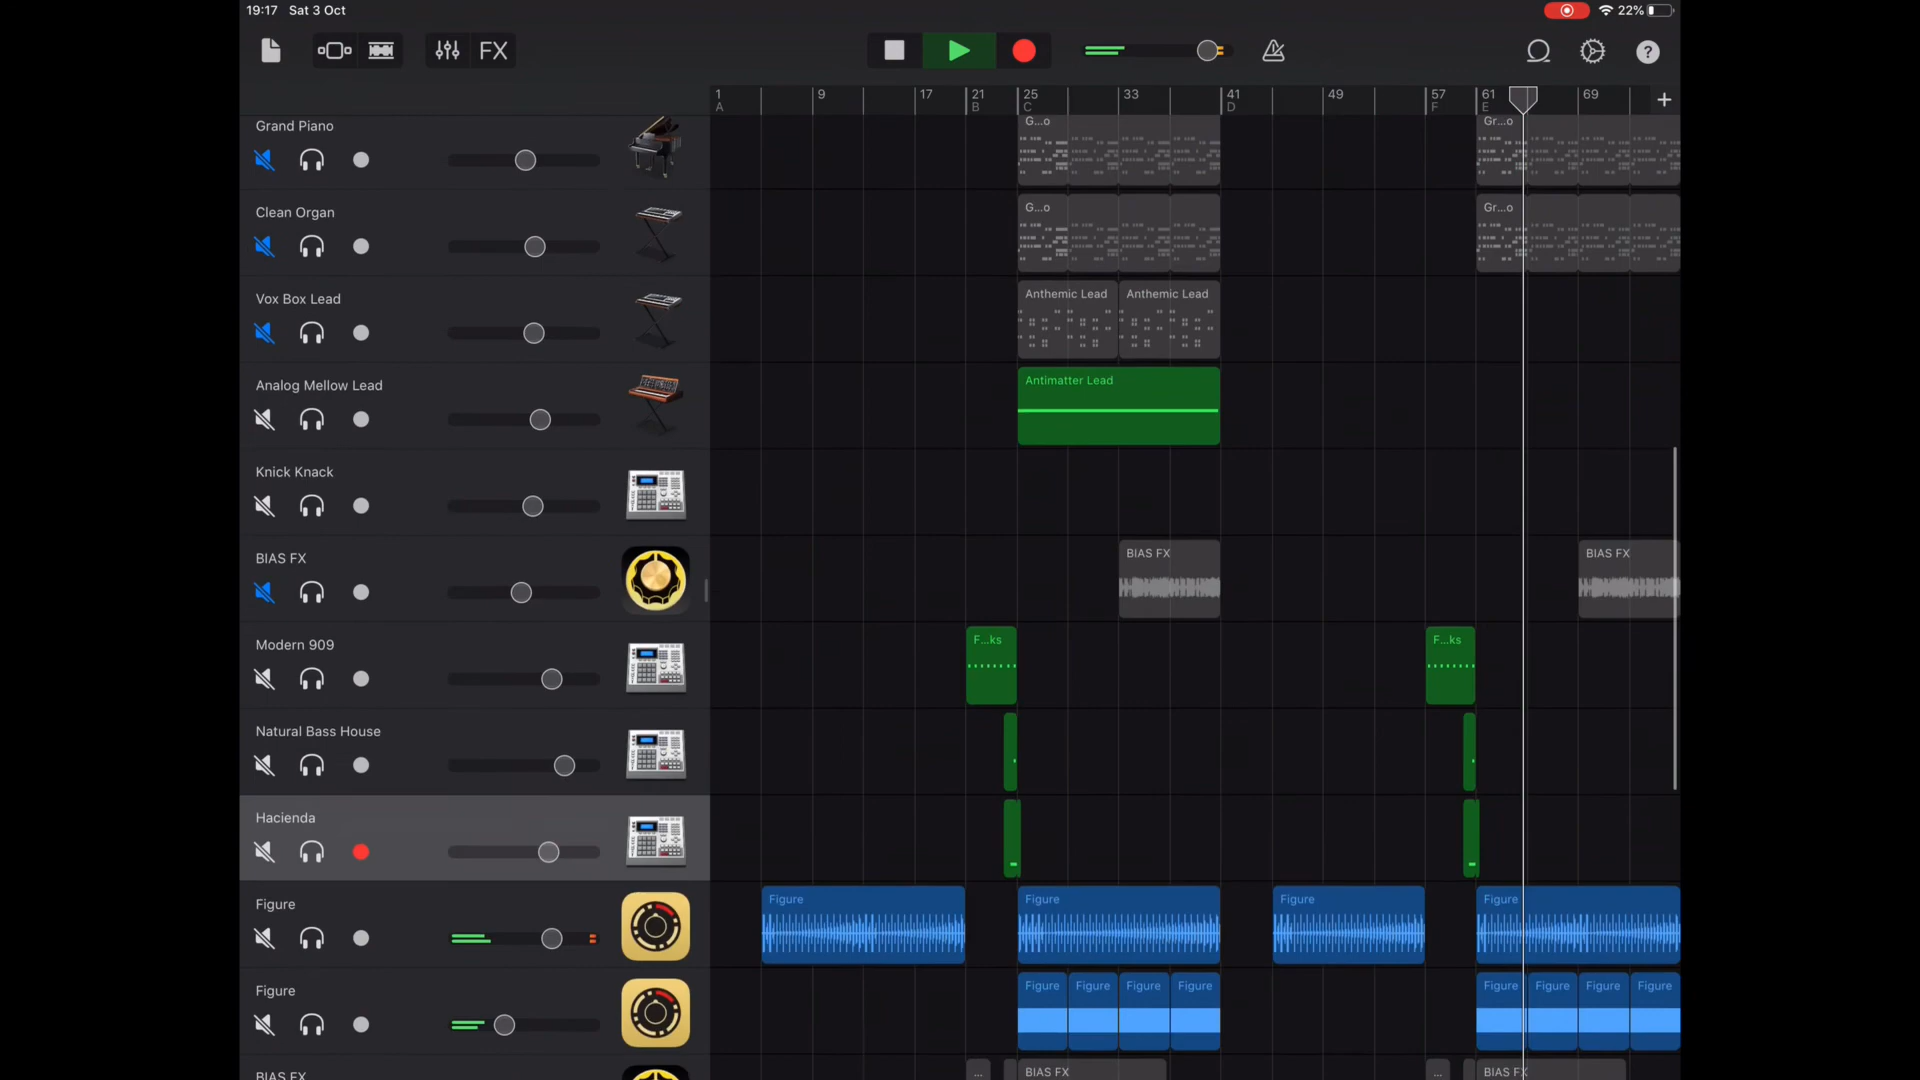 19:17 Sat 3 Oct 22%
FX
?
1 9 17 21 25 33 41 49 57 61 69 +
A B C D F E
Grand Piano G...o Gr...o
Clean Organ G...o Gr...o
Vox Box Lead Anthemic Lead Anthemic Lead
Analog Mellow Lead Antimatter Lead
Knick Knack
BIAS FX BIAS FX BIAS FX
Modern 909 F...ks F...ks
Natural Bass House
Hacienda
Figure Figure Figure Figure Figure
Figure Figure Figure Figure Figure Figure Figure Figure Figure
BIAS FX ... BIAS FX ... BIAS FX